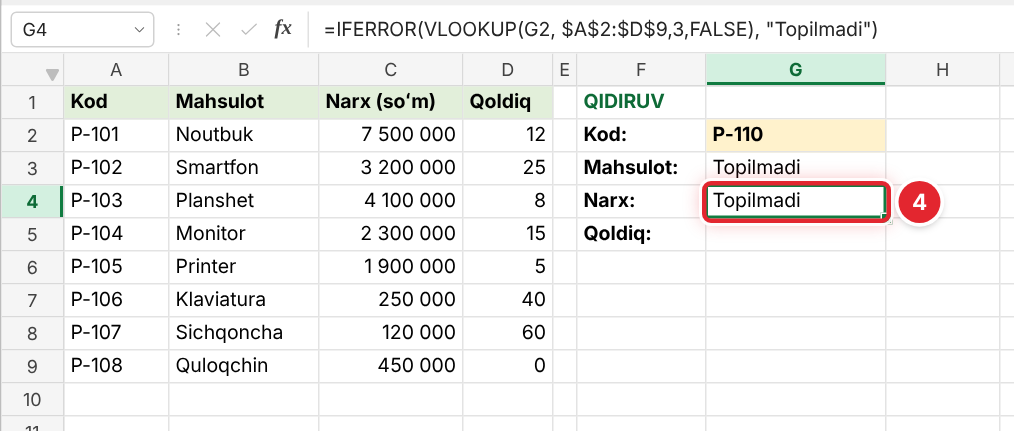 G4 fx =IFERROR(VLOOKUP(G2, $A$2:$D$9,3,FALSE), "Topilmadi")
A B C D E F G H
1 Kod Mahsulot Narx (so‘m) Qoldiq QIDIRUV
2 P-101 Noutbuk 7 500 000 12 Kod: P-110
3 P-102 Smartfon 3 200 000 25 Mahsulot: Topilmadi
4 P-103 Planshet 4 100 000 8 Narx: Topilmadi 4
5 P-104 Monitor 2 300 000 15 Qoldiq:
6 P-105 Printer 1 900 000 5
7 P-106 Klaviatura 250 000 40
8 P-107 Sichqoncha 120 000 60
9 P-108 Quloqchin 450 000 0
10
11